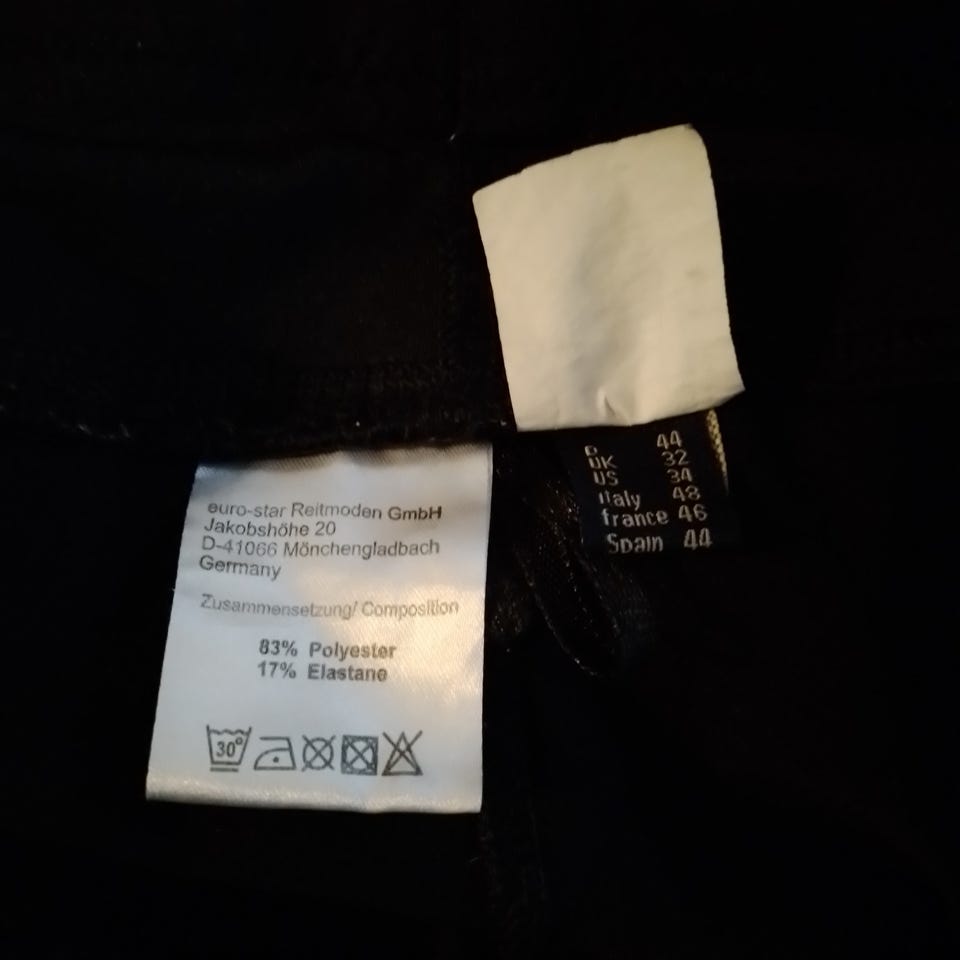 euro-star Reitmoden GmbH
Jakobshöhe 20
D-41066 Mönchengladbach
Germany
Zusammensetzung/ Composition
83% Polyester
17% Elastane
30°
D 44
UK 32
US 34
Italy 48
france 46
Spain 44